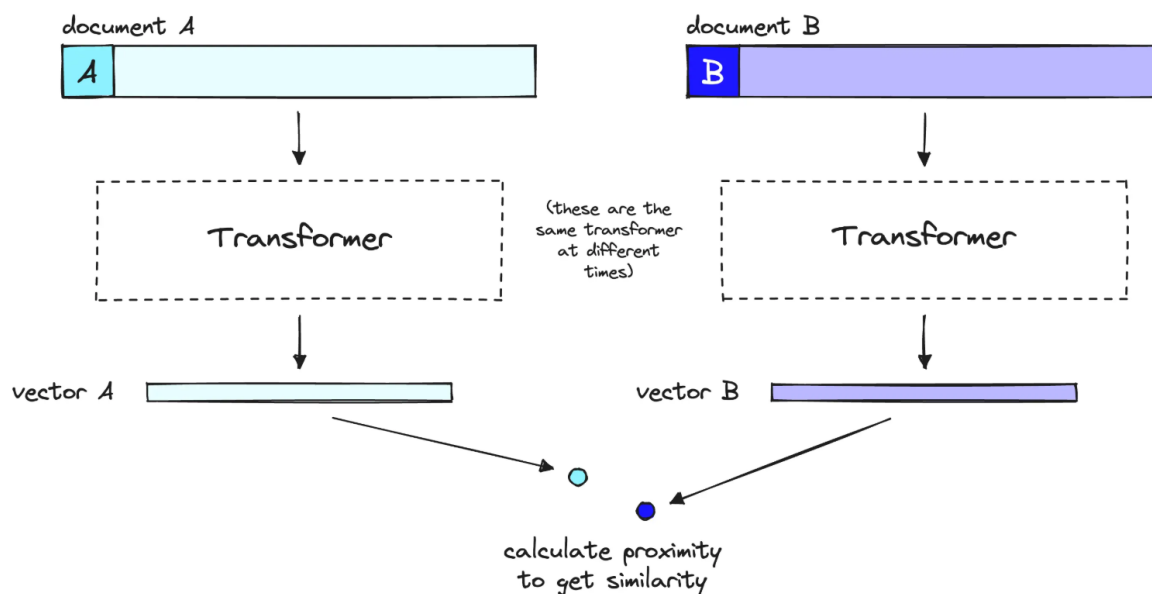 document A
document B
A
B
Transformer
(these are the
same transformer
at different
times)
Transformer
vector A
vector B
calculate proximity
to get similarity